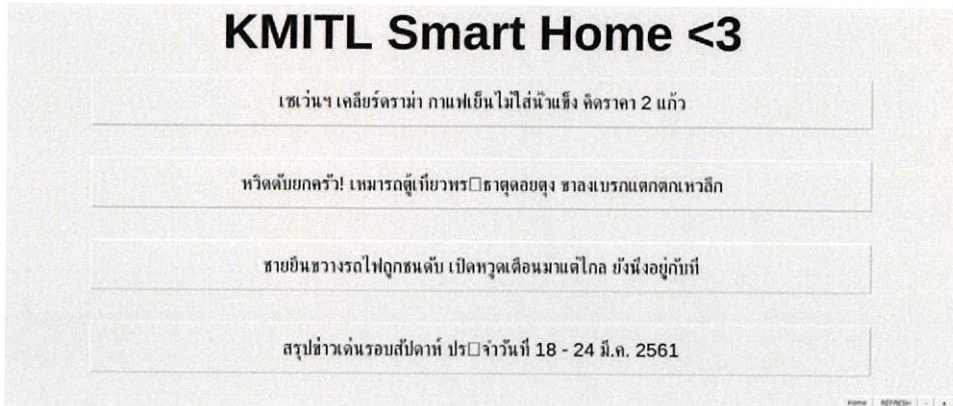 KMITL Smart Home <3
เซเว่นฯ เคลียร์ดราม่า กาแฟเย็นไม่ใส่น้ำแข็ง คิดราคา 2 แก้ว
หวิดดับยกครัว! เหมารถตู้เที่ยวพร□ธาตุดอยตุง ขาลงเบรกแตกตกเหวลึก
ชายยืนขวางรถไฟถูกชนดับ เปิดหวูดเตือนมาแต่ไกล ยังนิ่งอยู่กับที่
สรุปข่าวเด่นรอบสัปดาห์ ปร□จำวันที่ 18 - 24 มี.ค. 2561
Home REFRESH - +